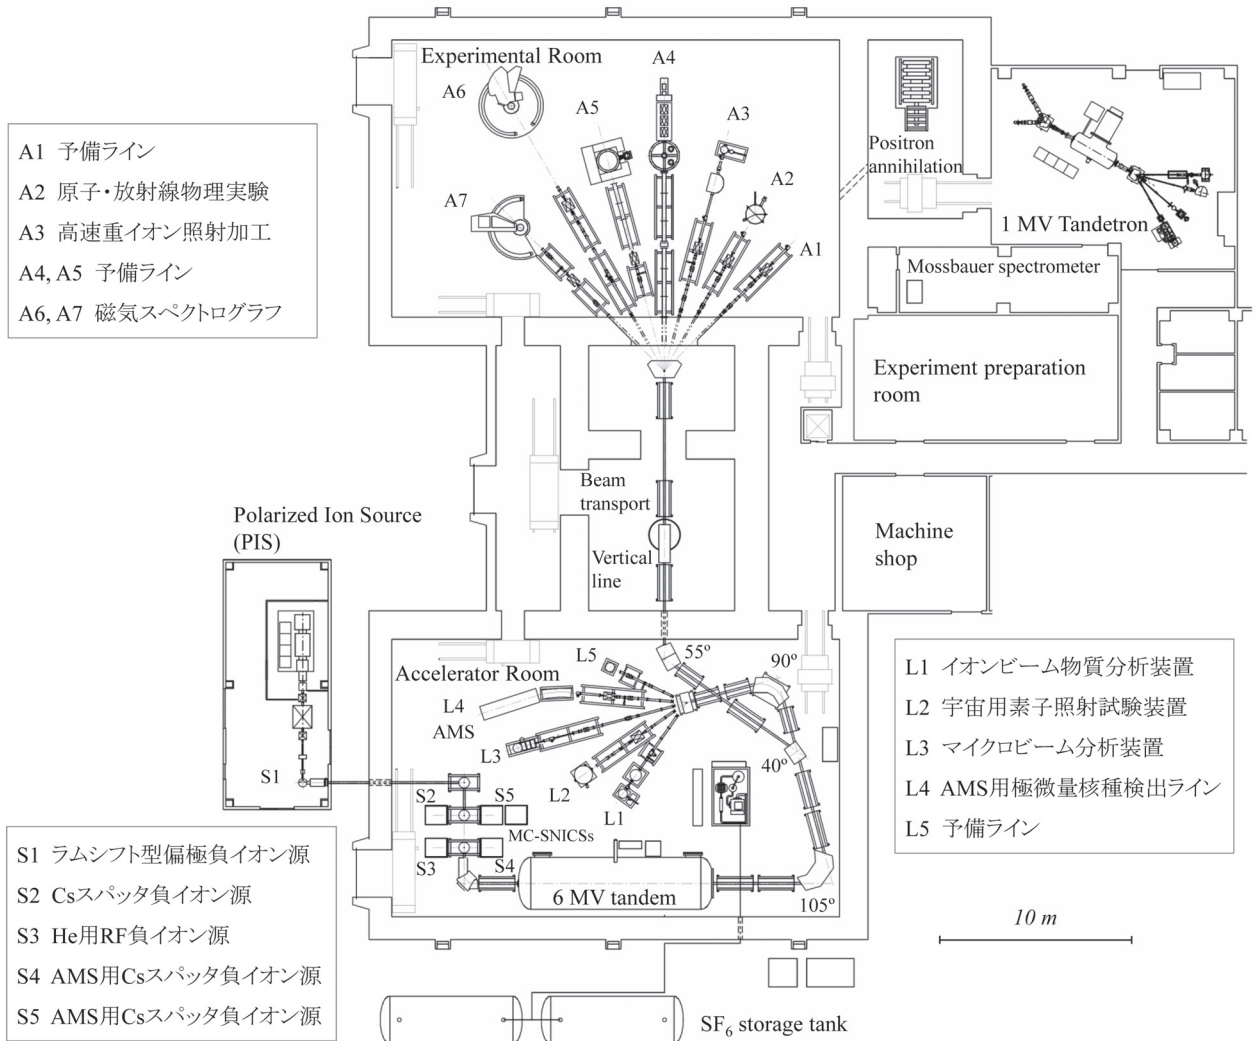 Experimental Room
A6
A5
A4
A3
A2
A1
A7
A1 予備ライン
A2 原子・放射線物理実験
A3 高速重イオン照射加工
A4, A5 予備ライン
A6, A7 磁気スペクトログラフ
Positron
annihilation
1 MV Tandetron
Mossbauer spectrometer
Experiment preparation
room
Beam
transport
Vertical
line
Machine
shop
Polarized Ion Source
(PIS)
S1
Accelerator Room
L5
L4
AMS
L3
L2
L1
55º
90º
40º
105º
S2
S5
MC-SNICSs
S3
S4
6 MV tandem
L1 イオンビーム物質分析装置
L2 宇宙用素子照射試験装置
L3 マイクロビーム分析装置
L4 AMS用極微量核種検出ライン
L5 予備ライン
S1 ラムシフト型偏極負イオン源
S2 Csスパッタ負イオン源
S3 He用RF負イオン源
S4 AMS用Csスパッタ負イオン源
S5 AMS用Csスパッタ負イオン源
10 m
SF₆ storage tank